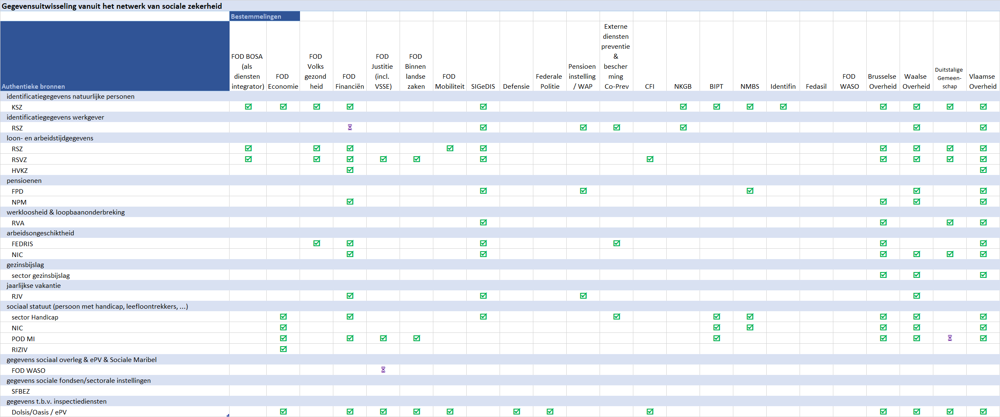 Gegevensuitwisseling vanuit het netwerk van sociale zekerheid
Bestemmelingen
Authentieke bronnen
FOD BOSA
(als
diensten
integrator)
FOD
Economie
FOD
Volks
gezond
heid
FOD
Financiën
FOD
Justitie
(incl.
VSSE)
FOD
Binnen
landse
zaken
FOD
Mobiliteit
SIGeDIS
Defensie
Federale
Politie
Pensioen
instelling
/ WAP
Externe
diensten
preventie
&
bescher
ming
Co-Prev
CFI
NKGB
BIPT
NMBS
Identifin
Fedasil
FOD
WASO
Brusselse
Overheid
Waalse
Overheid
Duitstalige
Gemeen-
schap
Vlaamse
Overheid
identificatiegegevens natuurlijke personen
KSZ
identificatiegegevens werkgever
RSZ
loon- en arbeidstijdgegevens
RSZ
RSVZ
HVKZ
pensioenen
FPD
NPM
werkloosheid & loopbaanonderbreking
RVA
arbeidsongeschiktheid
FEDRIS
NIC
gezinsbijslag
sector gezinsbijslag
jaarlijkse vakantie
RJV
sociaal statuut (persoon met handicap, leefloontrekkers, ...)
sector Handicap
NIC
POD MI
RIZIV
gegevens sociaal overleg & ePV & Sociale Maribel
FOD WASO
gegevens sociale fondsen/sectorale instellingen
SFBEZ
gegevens t.b.v. inspectiediensten
Dolsis/Oasis / ePV